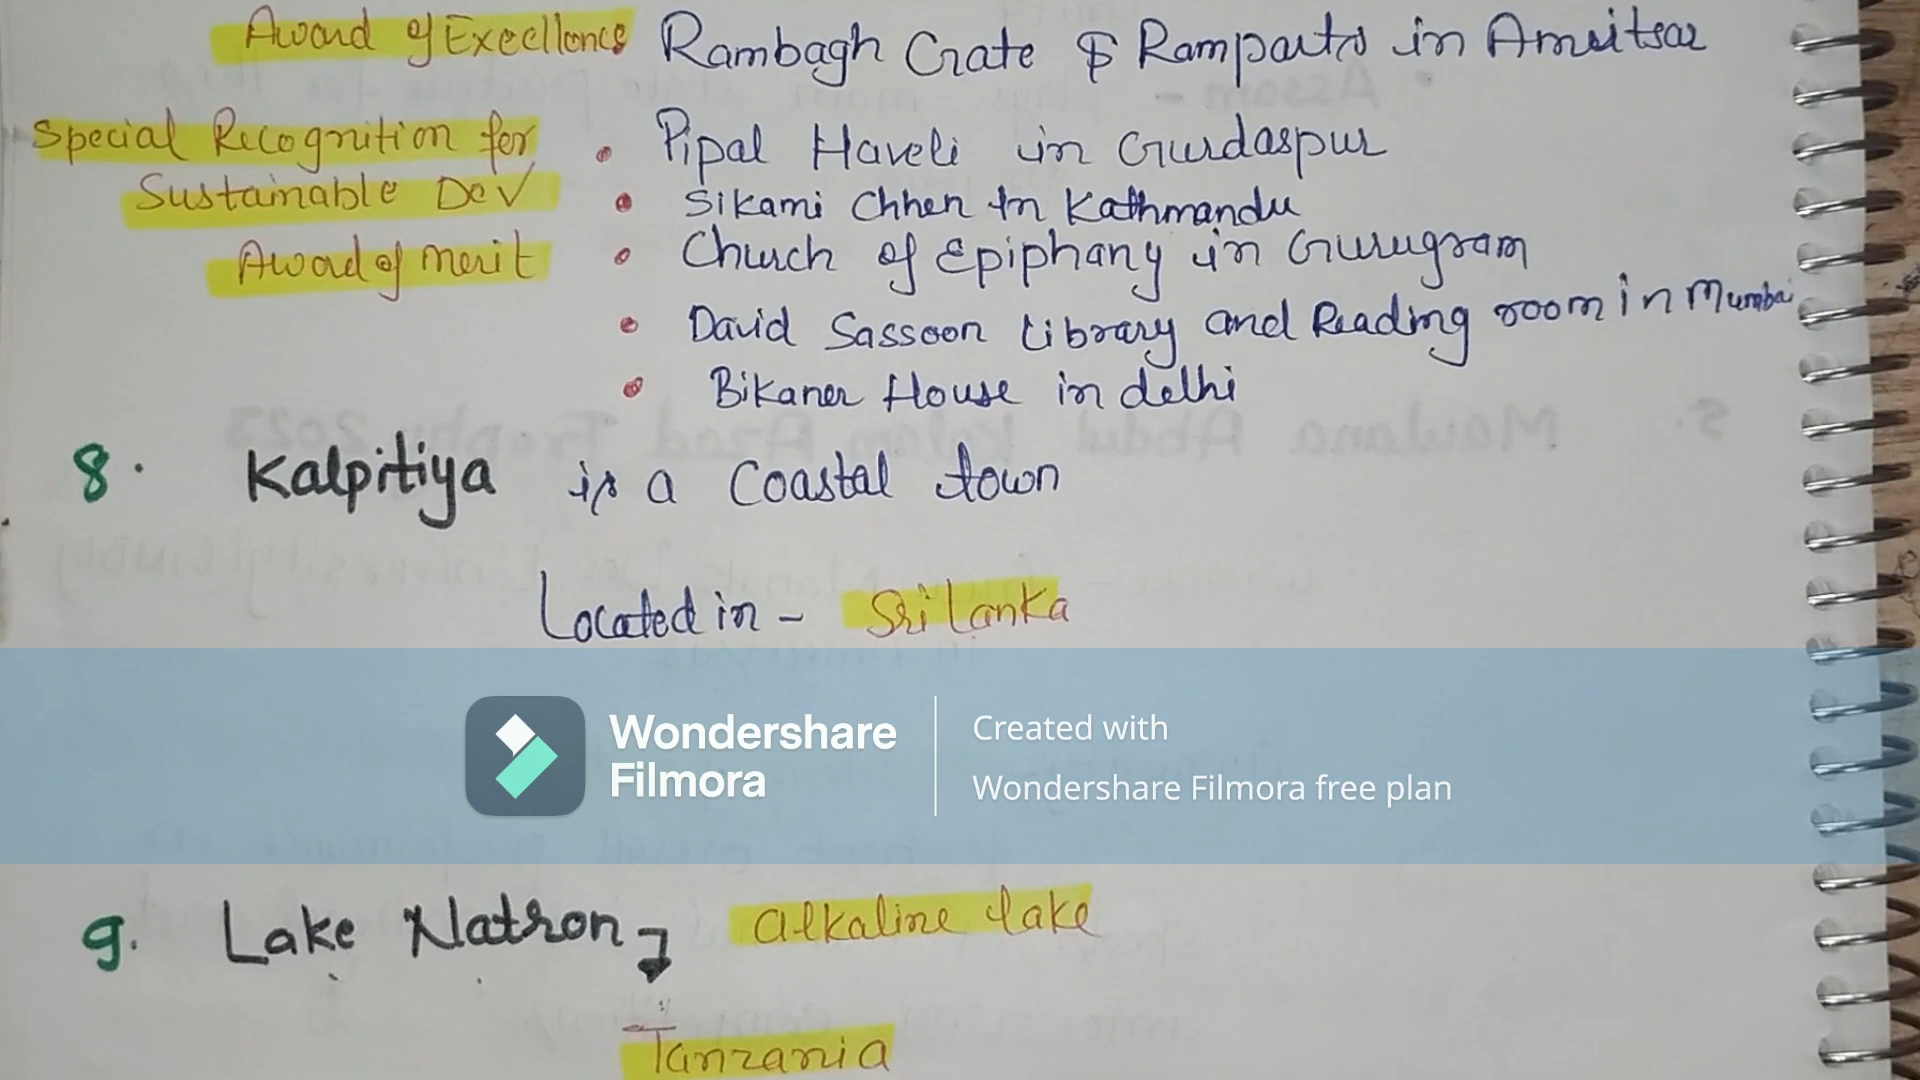 Award of Excellence Rambagh Gate & Ramparts in Amritsar
Special Recognition for • Pipal Haveli in Gurdaspur
Sustainable Dev • Sikami Chhen In Kathmandu
Award of merit • Church of Epiphany in Gurugram
• David Sassoon Library and Reading room in Mumbai
• Bikaner House in delhi
8. Kalpitiya is a Coastal town
Located in - Sri Lanka
Wondershare Filmora
Created with
Wondershare Filmora free plan
9. Lake Natron → alkaline lake
Tanzania